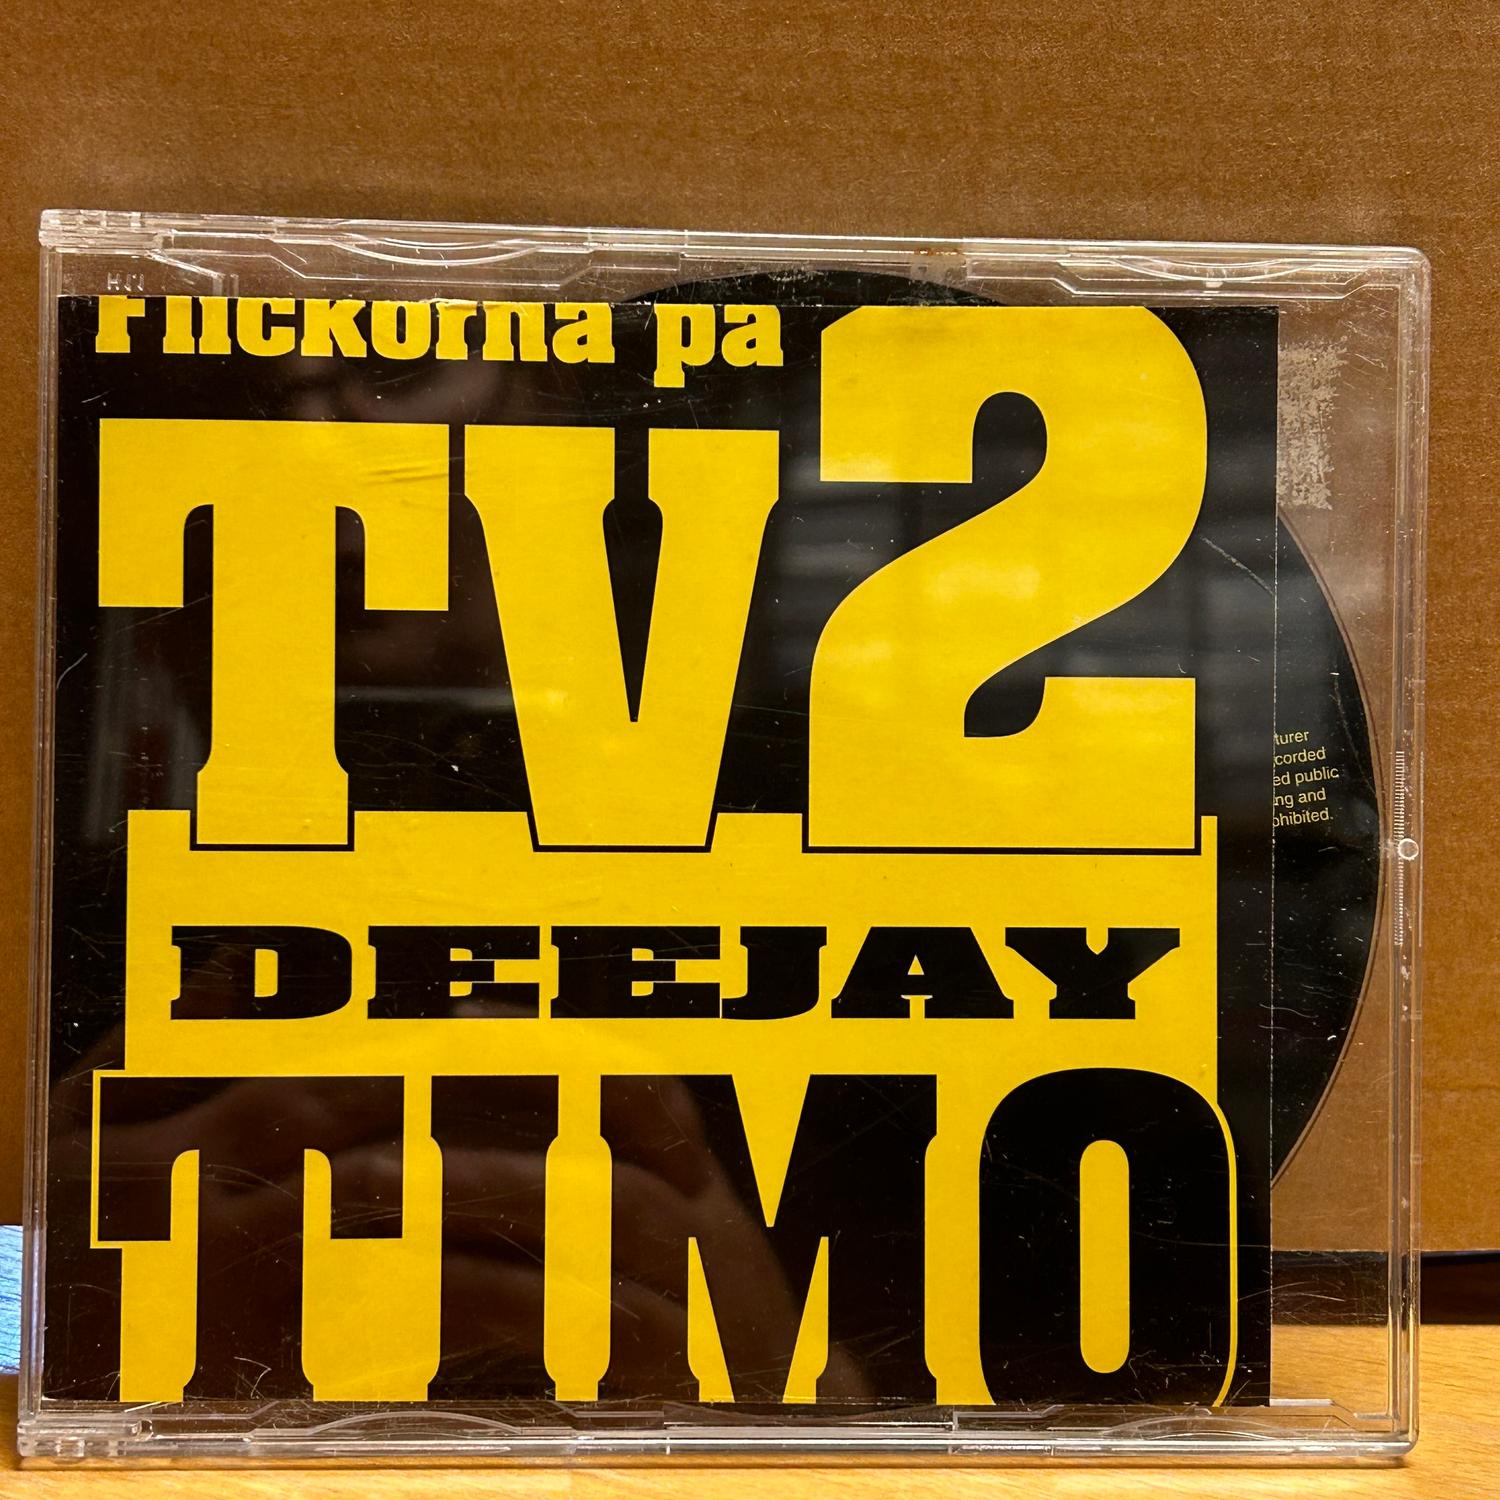 Flickorna på
TV2
DEEJAY
TIMO
turer
corded
ed public
ng and
ohibited.